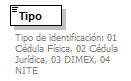 Tipo
Tipo de identificación: 01
Cédula Física, 02 Cédula
Jurídica, 03 DIMEX, 04
NITE